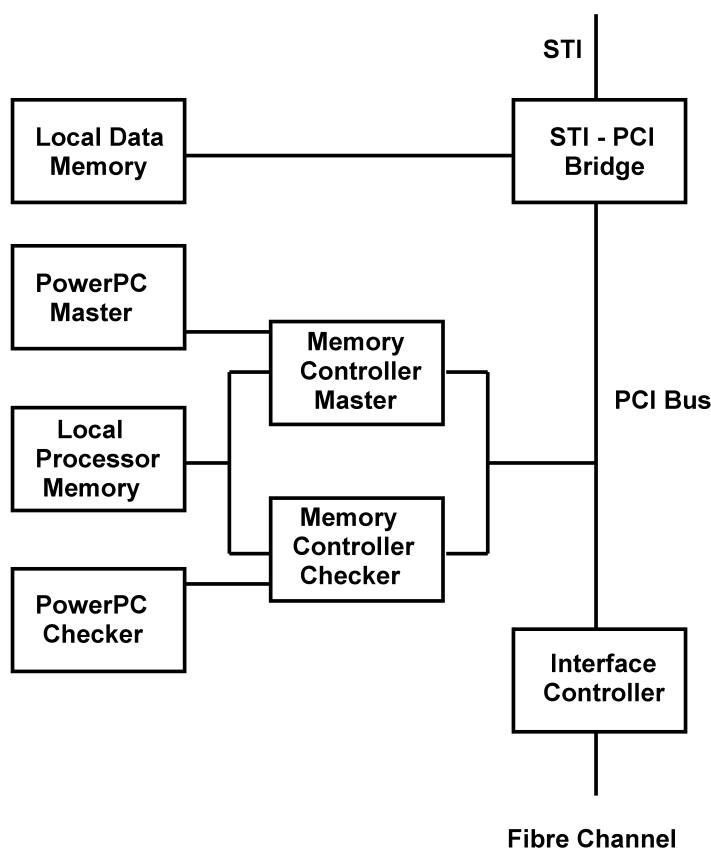 STI
Local Data
Memory
STI - PCI
Bridge
PowerPC
Master
Memory
Controller
Master
PCI Bus
Local
Processor
Memory
Memory
Controller
Checker
PowerPC
Checker
Interface
Controller
Fibre Channel